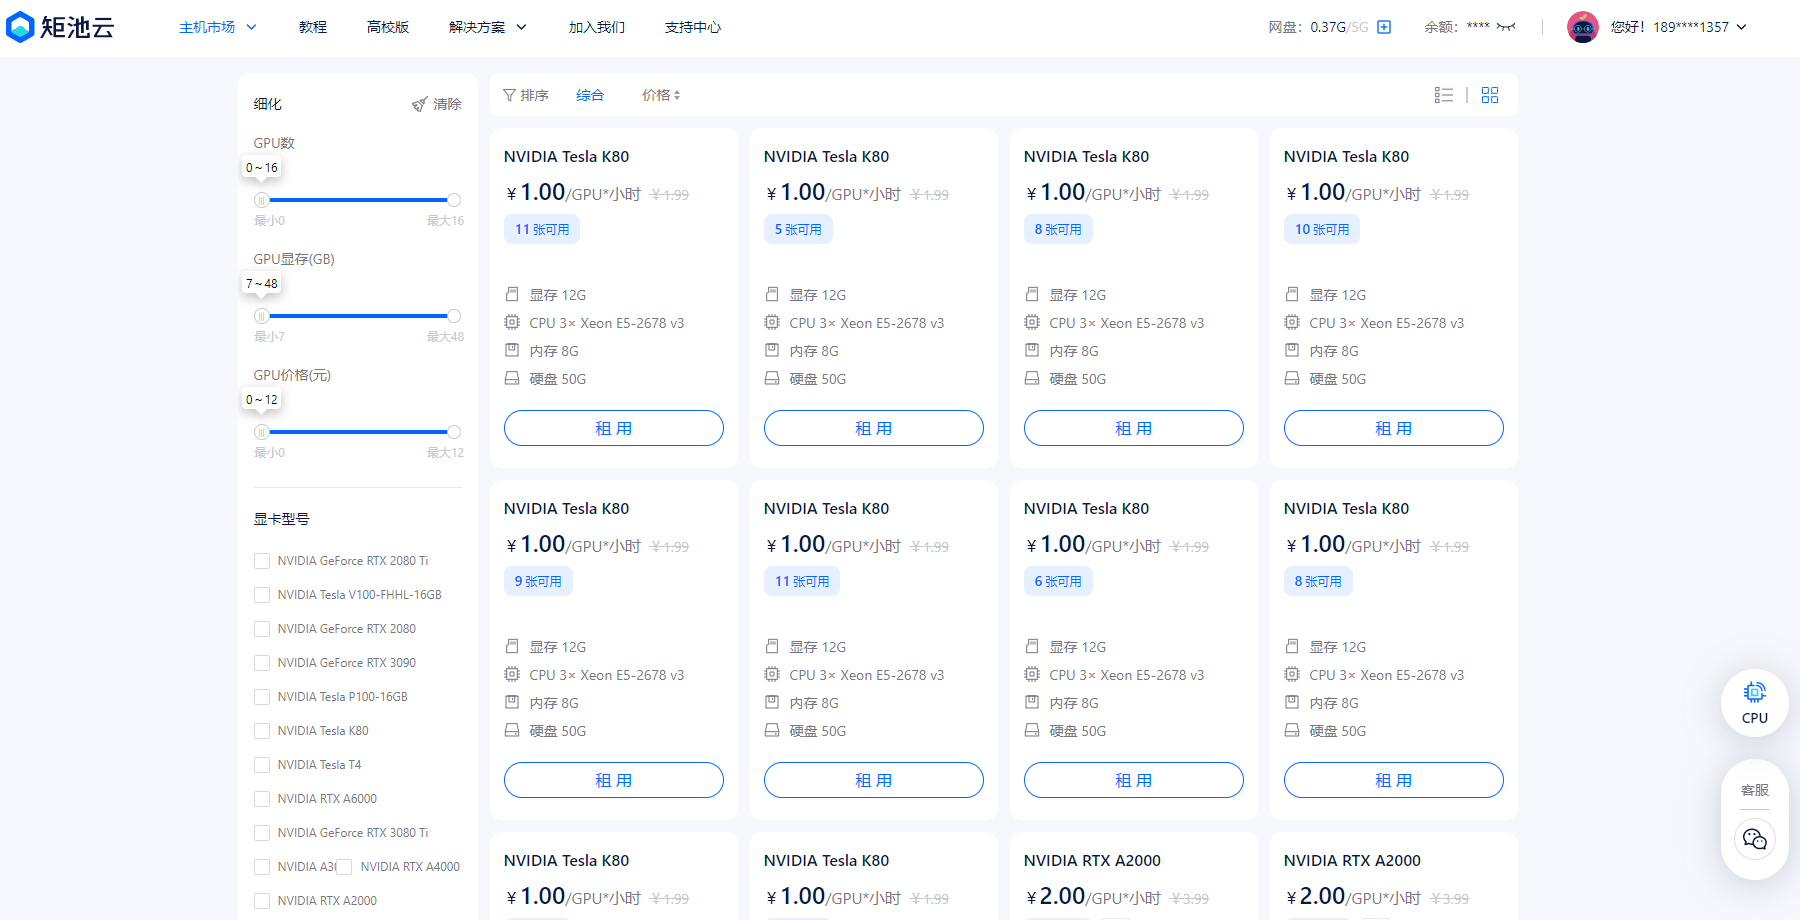 矩池云 主机市场 教程 高校版 解决方案 加入我们 支持中心 网盘：0.37G/5G 余额：**** 您好！189****1357
细化 清除
GPU数
0 ~ 16
最小0 最大16
GPU显存(GB)
7 ~ 48
最小7 最大48
GPU价格(元)
0 ~ 12
最小0 最大12
显卡型号
NVIDIA GeForce RTX 2080 Ti
NVIDIA Tesla V100-FHHL-16GB
NVIDIA GeForce RTX 2080
NVIDIA GeForce RTX 3090
NVIDIA Tesla P100-16GB
NVIDIA Tesla K80
NVIDIA Tesla T4
NVIDIA RTX A6000
NVIDIA GeForce RTX 3080 Ti
NVIDIA NVIDIA RTX A4000
NVIDIA RTX A2000
排序 综合 价格
NVIDIA Tesla K80 NVIDIA Tesla K80 NVIDIA Tesla K80 NVIDIA Tesla K80
￥1.00/GPU*小时 ￥1.99 ￥1.00/GPU*小时 ￥1.99 ￥1.00/GPU*小时 ￥1.99 ￥1.00/GPU*小时 ￥1.99
11 张可用 5 张可用 8 张可用 10 张可用
显存 12G 显存 12G 显存 12G 显存 12G
CPU 3× Xeon E5-2678 v3 CPU 3× Xeon E5-2678 v3 CPU 3× Xeon E5-2678 v3 CPU 3× Xeon E5-2678 v3
内存 8G 内存 8G 内存 8G 内存 8G
硬盘 50G 硬盘 50G 硬盘 50G 硬盘 50G
租 用 租 用 租 用 租 用
NVIDIA Tesla K80 NVIDIA Tesla K80 NVIDIA Tesla K80 NVIDIA Tesla K80
￥1.00/GPU*小时 ￥1.99 ￥1.00/GPU*小时 ￥1.99 ￥1.00/GPU*小时 ￥1.99 ￥1.00/GPU*小时 ￥1.99
9 张可用 11 张可用 6 张可用 8 张可用
显存 12G 显存 12G 显存 12G 显存 12G
CPU 3× Xeon E5-2678 v3 CPU 3× Xeon E5-2678 v3 CPU 3× Xeon E5-2678 v3 CPU 3× Xeon E5-2678 v3
内存 8G 内存 8G 内存 8G 内存 8G
硬盘 50G 硬盘 50G 硬盘 50G 硬盘 50G
租 用 租 用 租 用 租 用
NVIDIA Tesla K80 NVIDIA Tesla K80 NVIDIA RTX A2000 NVIDIA RTX A2000
￥1.00/GPU*小时 ￥1.99 ￥1.00/GPU*小时 ￥1.99 ￥2.00/GPU*小时 ￥3.99 ￥2.00/GPU*小时 ￥3.99
CPU
客服